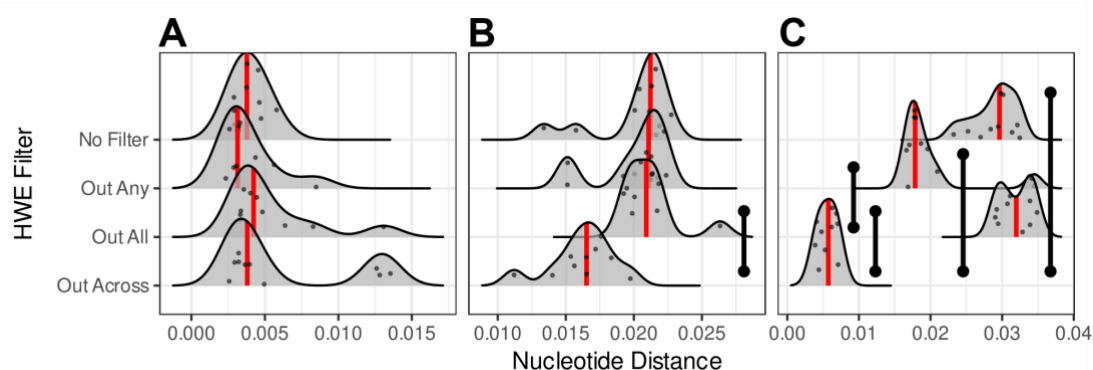 A B C
HWE Filter
No Filter
Out Any
Out All
Out Across
0.000 0.005 0.010 0.015 0.010 0.015 0.020 0.025 0.00 0.01 0.02 0.03 0.04
Nucleotide Distance